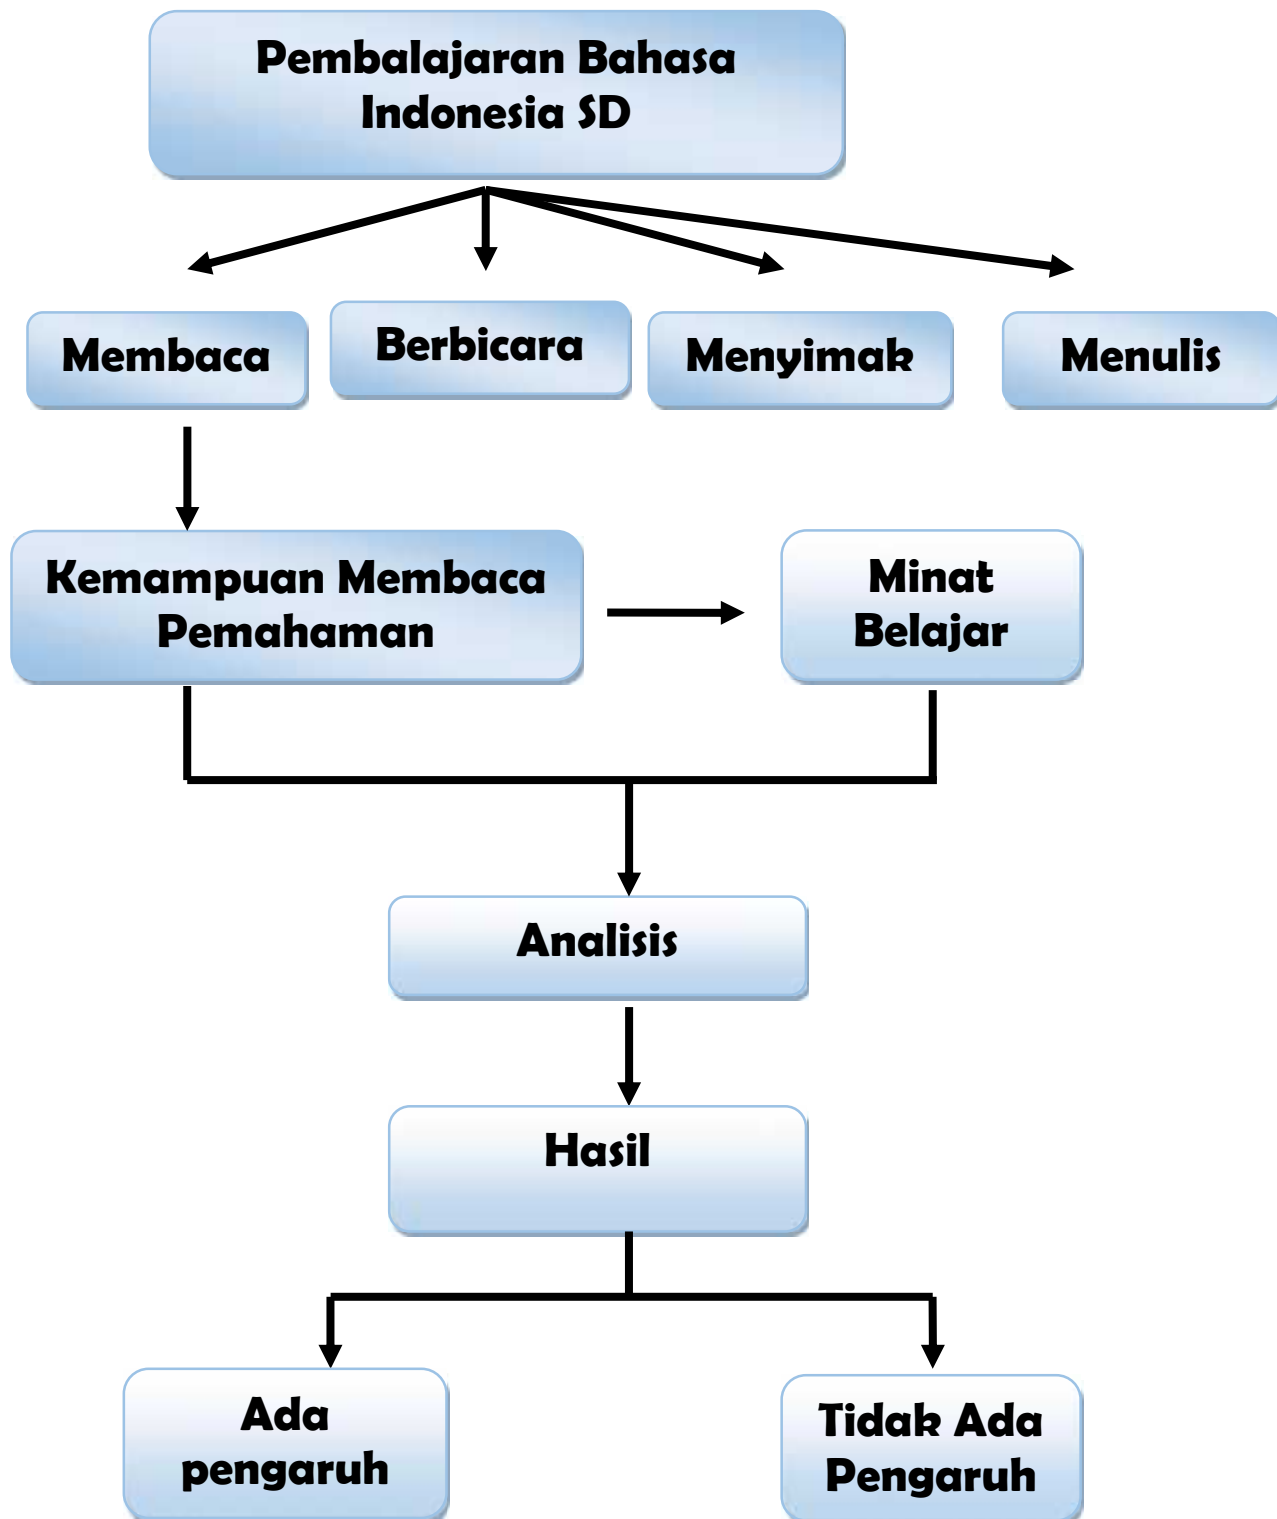 Pembalajaran Bahasa
Indonesia SD
Membaca
Berbicara
Menyimak
Menulis
Kemampuan Membaca
Pemahaman
Minat
Belajar
Analisis
Hasil
Ada
pengaruh
Tidak Ada
Pengaruh